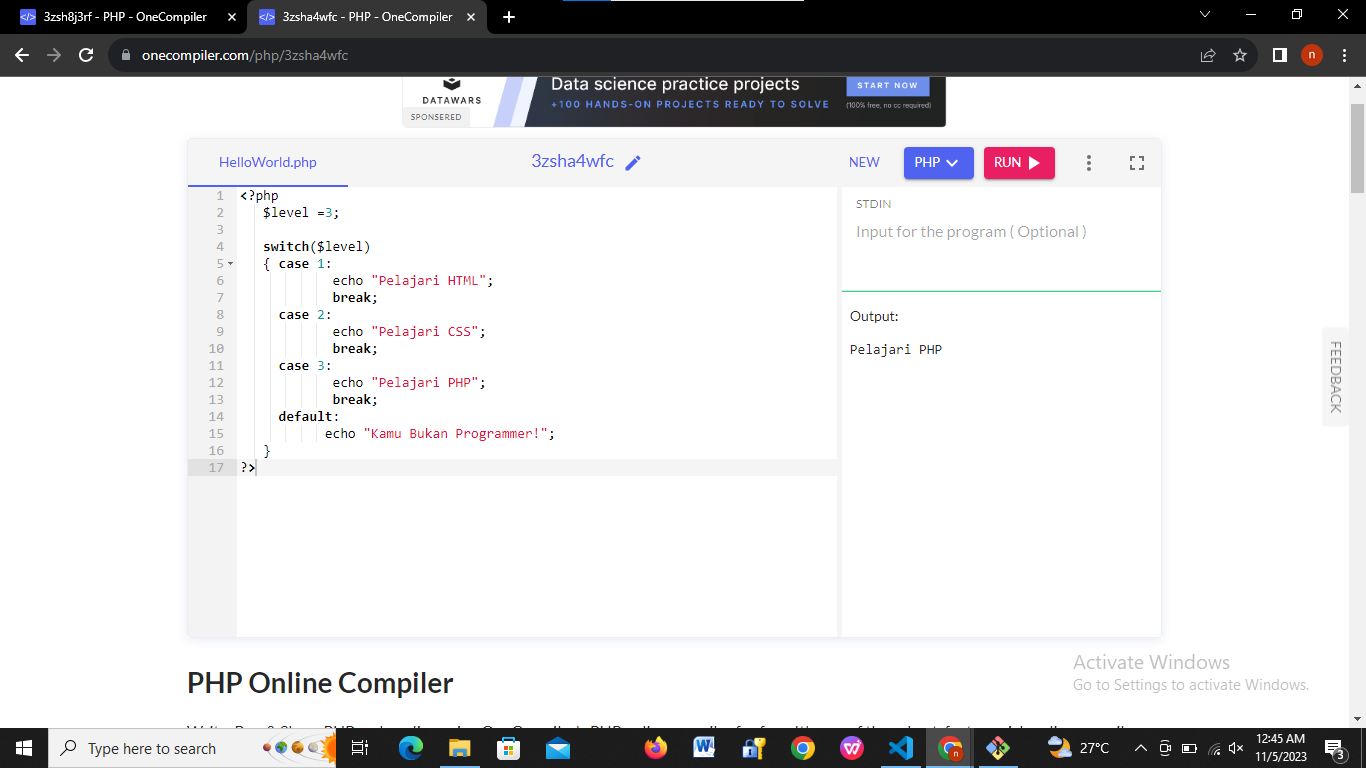 3zsh8j3rf - PHP - OneCompiler
3zsha4wfc - PHP - OneCompiler
onecompiler.com/php/3zsha4wfc
n
DATAWARS
SPONSERED
Data science practice projects
+100 HANDS-ON PROJECTS READY TO SOLVE
START NOW
(100% free, no cc required)
HelloWorld.php
3zsha4wfc
NEW
PHP
RUN
1 <?php
2 $level =3;
3
4 switch($level)
5 { case 1:
6 echo "Pelajari HTML";
7 break;
8 case 2:
9 echo "Pelajari CSS";
10 break;
11 case 3:
12 echo "Pelajari PHP";
13 break;
14 default:
15 echo "Kamu Bukan Programmer!";
16 }
17 ?>
STDIN
Input for the program ( Optional )
Output:
Pelajari PHP
FEEDBACK
PHP Online Compiler
Activate Windows
Go to Settings to activate Windows.
Type here to search
27°C
12:45 AM
11/5/2023
3